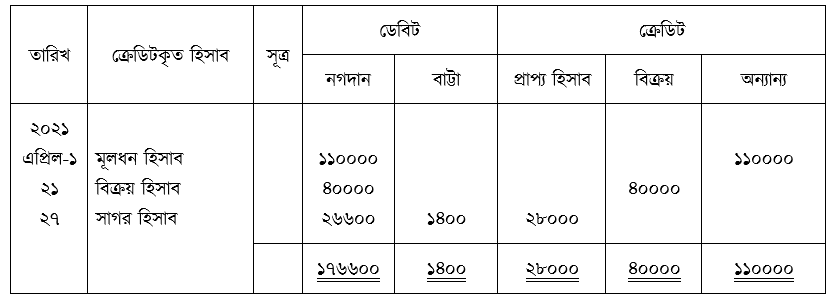 তারিখ ক্রেডিটকৃত হিসাব সূত্র ডেবিট ক্রেডিট
নগদান বাট্টা প্রাপ্য হিসাব বিক্রয় অন্যান্য
২০২১
এপ্রিল-১ মূলধন হিসাব ১১০০০০ ১১০০০০
২১ বিক্রয় হিসাব ৪০০০০ ৪০০০০
২৭ সাগর হিসাব ২৬৬০০ ১৪০০ ২৮০০০
১৭৬৬০০ ১৪০০ ২৮০০০ ৪০০০০ ১১০০০০